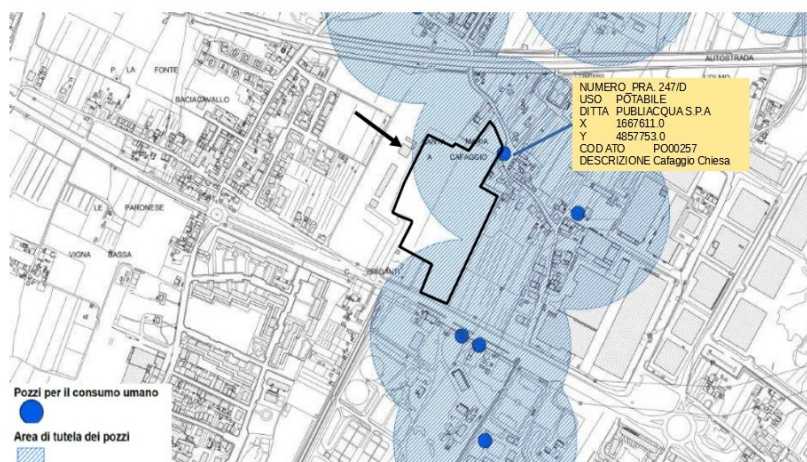 AUTOSTRADA
P. LA FONTE
BACIACAVALLO
NUMERO_PRA. 247/D
USO POTABILE
DITTA PUBLIACQUA S.P.A
X 1667611.0
Y 4857753.0
COD ATO PO00257
DESCRIZIONE Cafaggio Chiesa
MARIA
A CAFAGGIO
LE PARONESE
C. VIGNA BASSA
Pozzi per il consumo umano
Area di tutela dei pozzi